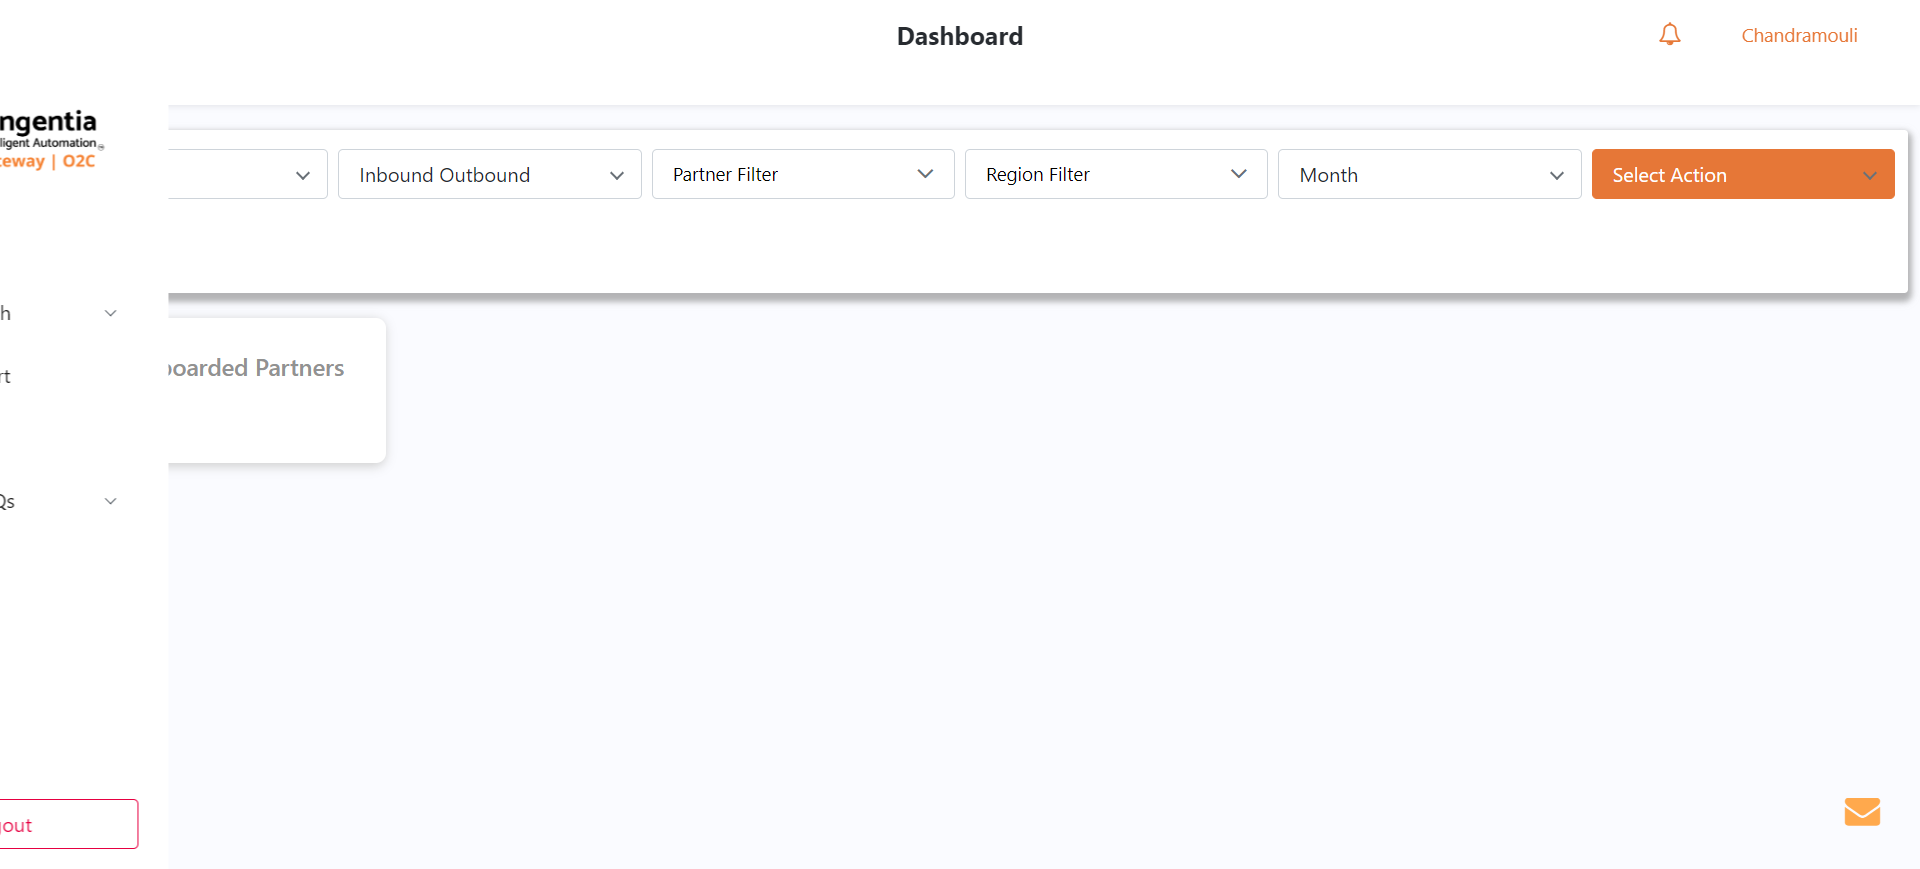 Dashboard
Chandramouli
ngentia
lligent Automation
eway | O2C
Inbound Outbound
Partner Filter
Region Filter
Month
Select Action
h
oarded Partners
rt
Qs
out